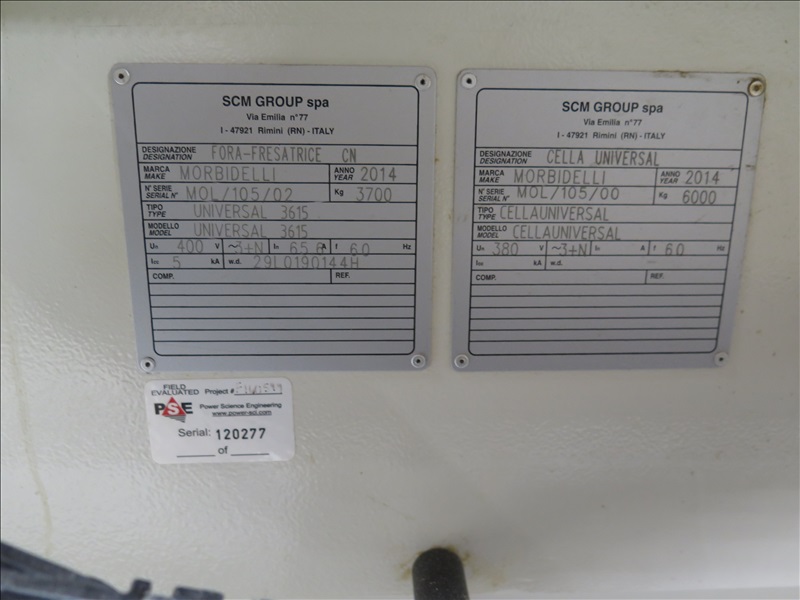 SCM GROUP spa
Via Emilia n°77
I - 47921 Rimini (RN) - ITALY
DESIGNAZIONE
DESIGNATION FORA-FRESATRICE CN
MARCA
MAKE MORBIDELLI ANNO
YEAR 2014
N° SERIE
SERIAL N° MOL/105/02 Kg 3700
TIPO
TYPE UNIVERSAL 3615
MODELLO
MODEL UNIVERSAL 3615
Un 400 V ~3+N In 65.6 A f 60 Hz
Icc 5 kA w.d. 29L0190144H
COMP. REF.
SCM GROUP spa
Via Emilia n°77
I - 47921 Rimini (RN) - ITALY
DESIGNAZIONE
DESIGNATION CELLA UNIVERSAL
MARCA
MAKE MORBIDELLI ANNO
YEAR 2014
N° SERIE
SERIAL N° MOL/105/00 Kg 6000
TIPO
TYPE CELLAUNIVERSAL
MODELLO
MODEL CELLAUNIVERSAL
Un 380 V ~3+N In A f 60 Hz
Icc kA w.d.
COMP. REF.
FIELD
EVALUATED Project #
PSE Power Science Engineering
www.power-sci.com
Serial: 120277
of